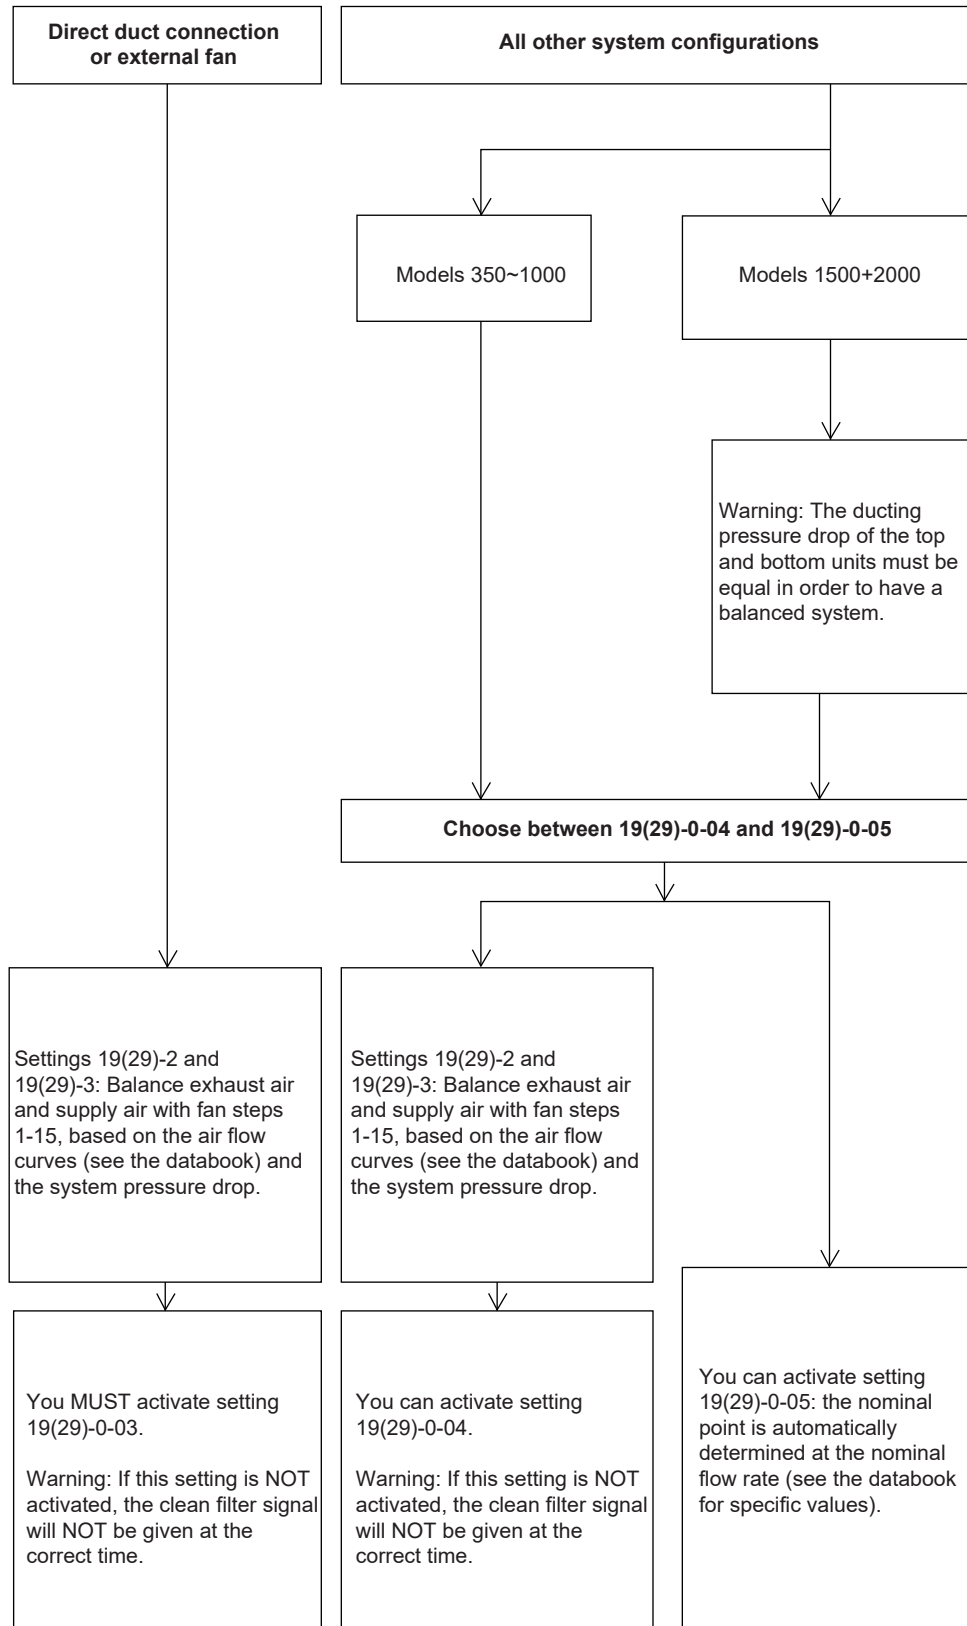 Direct duct connection
or external fan
All other system configurations
Models 350~1000
Models 1500+2000
Warning: The ducting
pressure drop of the top
and bottom units must be
equal in order to have a
balanced system.
Choose between 19(29)-0-04 and 19(29)-0-05
Settings 19(29)-2 and
19(29)-3: Balance exhaust air
and supply air with fan steps
1-15, based on the air flow
curves (see the databook) and
the system pressure drop.
Settings 19(29)-2 and
19(29)-3: Balance exhaust air
and supply air with fan steps
1-15, based on the air flow
curves (see the databook) and
the system pressure drop.
You MUST activate setting
19(29)-0-03.
Warning: If this setting is NOT
activated, the clean filter signal
will NOT be given at the
correct time.
You can activate setting
19(29)-0-04.
Warning: If this setting is NOT
activated, the clean filter signal
will NOT be given at the
correct time.
You can activate setting
19(29)-0-05: the nominal
point is automatically
determined at the nominal
flow rate (see the databook
for specific values).